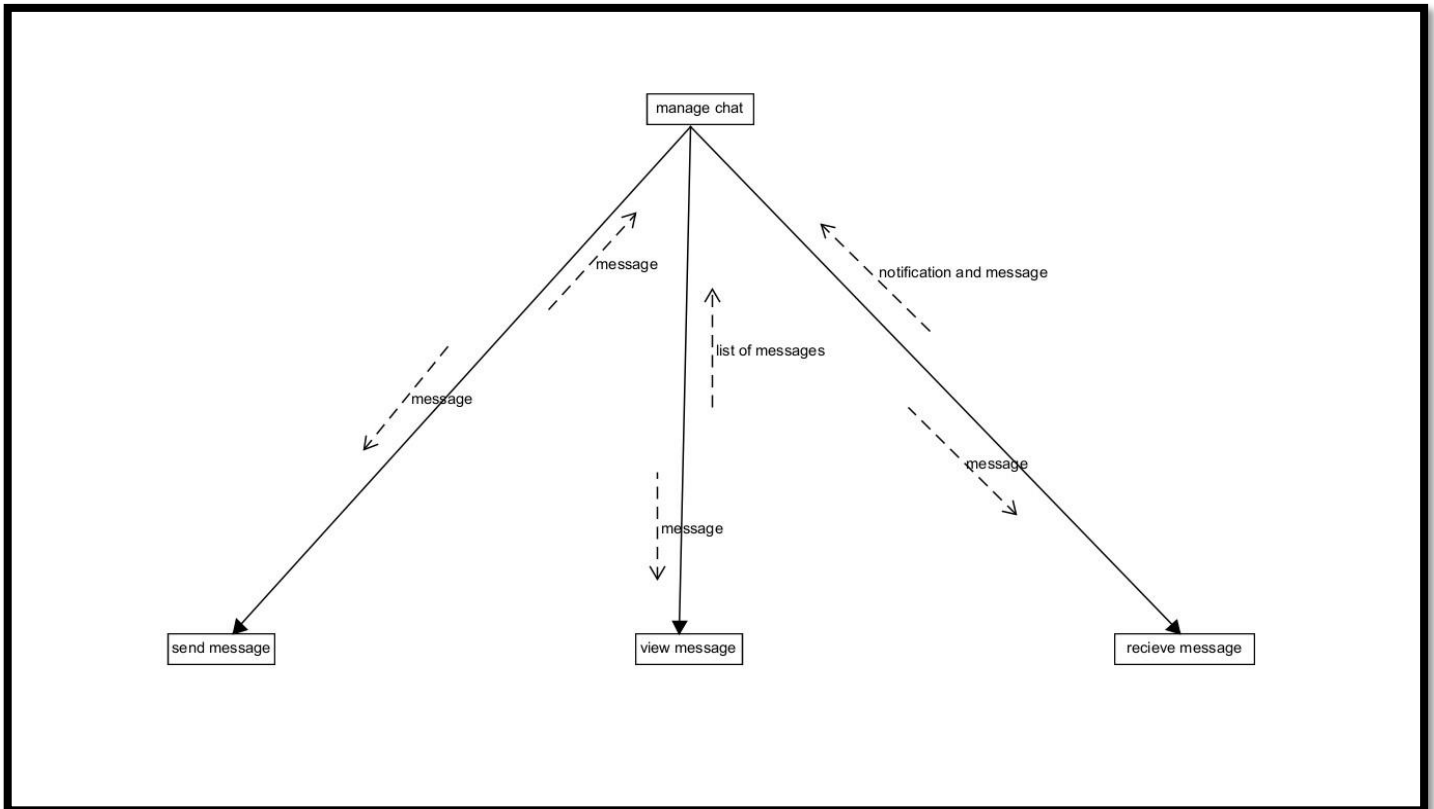 manage chat
message
notification and message
list of messages
message
message
message
send message
view message
recieve message